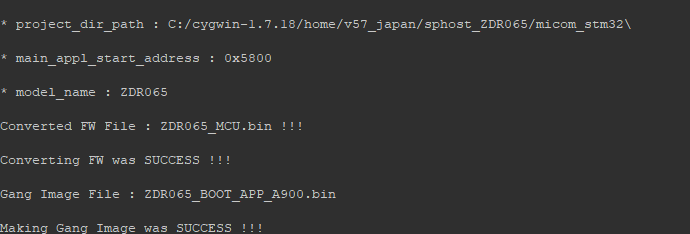 * project_dir_path : C:/cygwin-1.7.18/home/v57_japan/sphost_ZDR065/micom_stm32\
* main_appl_start_address : 0x5800
* model_name : ZDR065
Converted FW File : ZDR065_MCU.bin !!!
Converting FW was SUCCESS !!!
Gang Image File : ZDR065_BOOT_APP_A900.bin
Making Gang Image was SUCCESS !!!